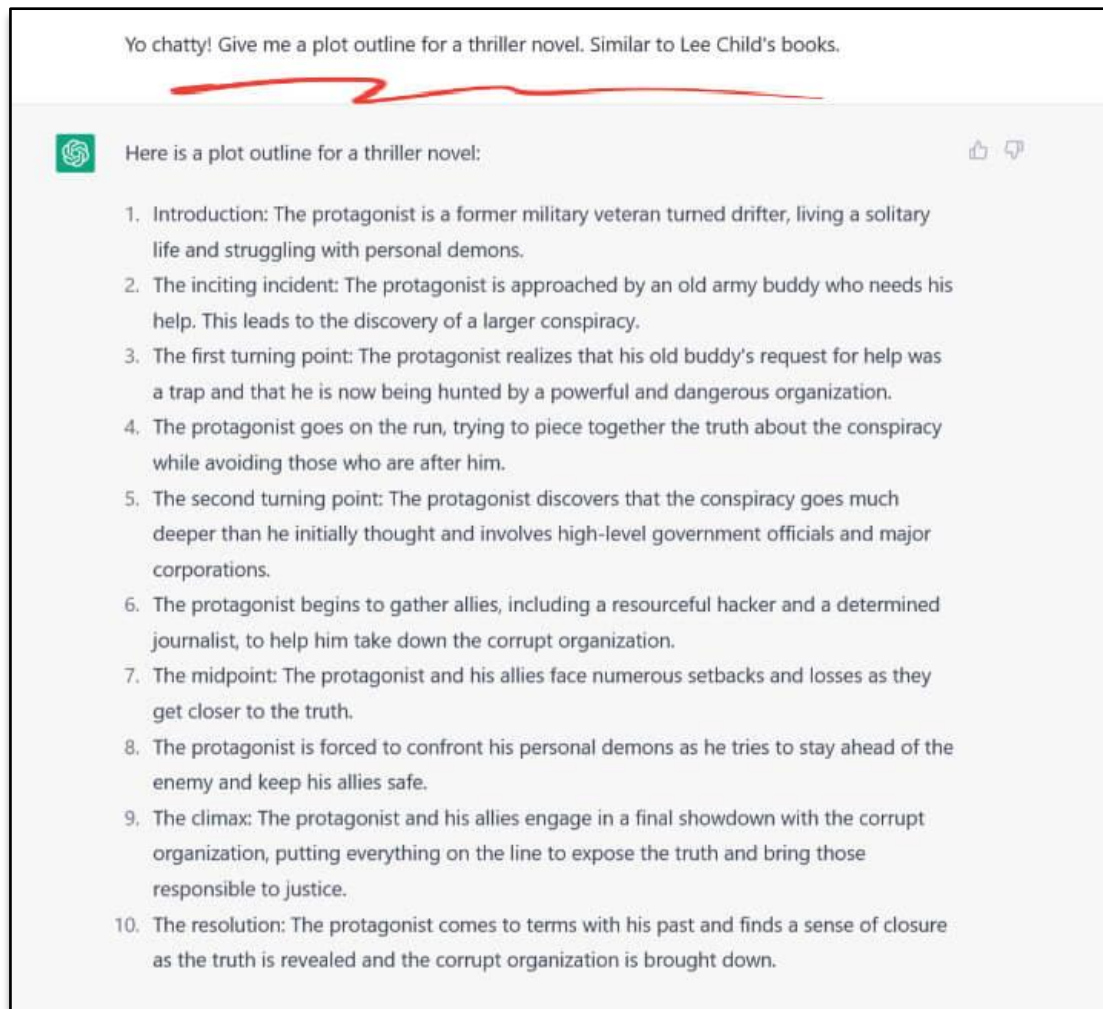 Yo chatty! Give me a plot outline for a thriller novel. Similar to Lee Child's books.
Here is a plot outline for a thriller novel:
1. Introduction: The protagonist is a former military veteran turned drifter, living a solitary
life and struggling with personal demons.
2. The inciting incident: The protagonist is approached by an old army buddy who needs his
help. This leads to the discovery of a larger conspiracy.
3. The first turning point: The protagonist realizes that his old buddy's request for help was
a trap and that he is now being hunted by a powerful and dangerous organization.
4. The protagonist goes on the run, trying to piece together the truth about the conspiracy
while avoiding those who are after him.
5. The second turning point: The protagonist discovers that the conspiracy goes much
deeper than he initially thought and involves high-level government officials and major
corporations.
6. The protagonist begins to gather allies, including a resourceful hacker and a determined
journalist, to help him take down the corrupt organization.
7. The midpoint: The protagonist and his allies face numerous setbacks and losses as they
get closer to the truth.
8. The protagonist is forced to confront his personal demons as he tries to stay ahead of the
enemy and keep his allies safe.
9. The climax: The protagonist and his allies engage in a final showdown with the corrupt
organization, putting everything on the line to expose the truth and bring those
responsible to justice.
10. The resolution: The protagonist comes to terms with his past and finds a sense of closure
as the truth is revealed and the corrupt organization is brought down.